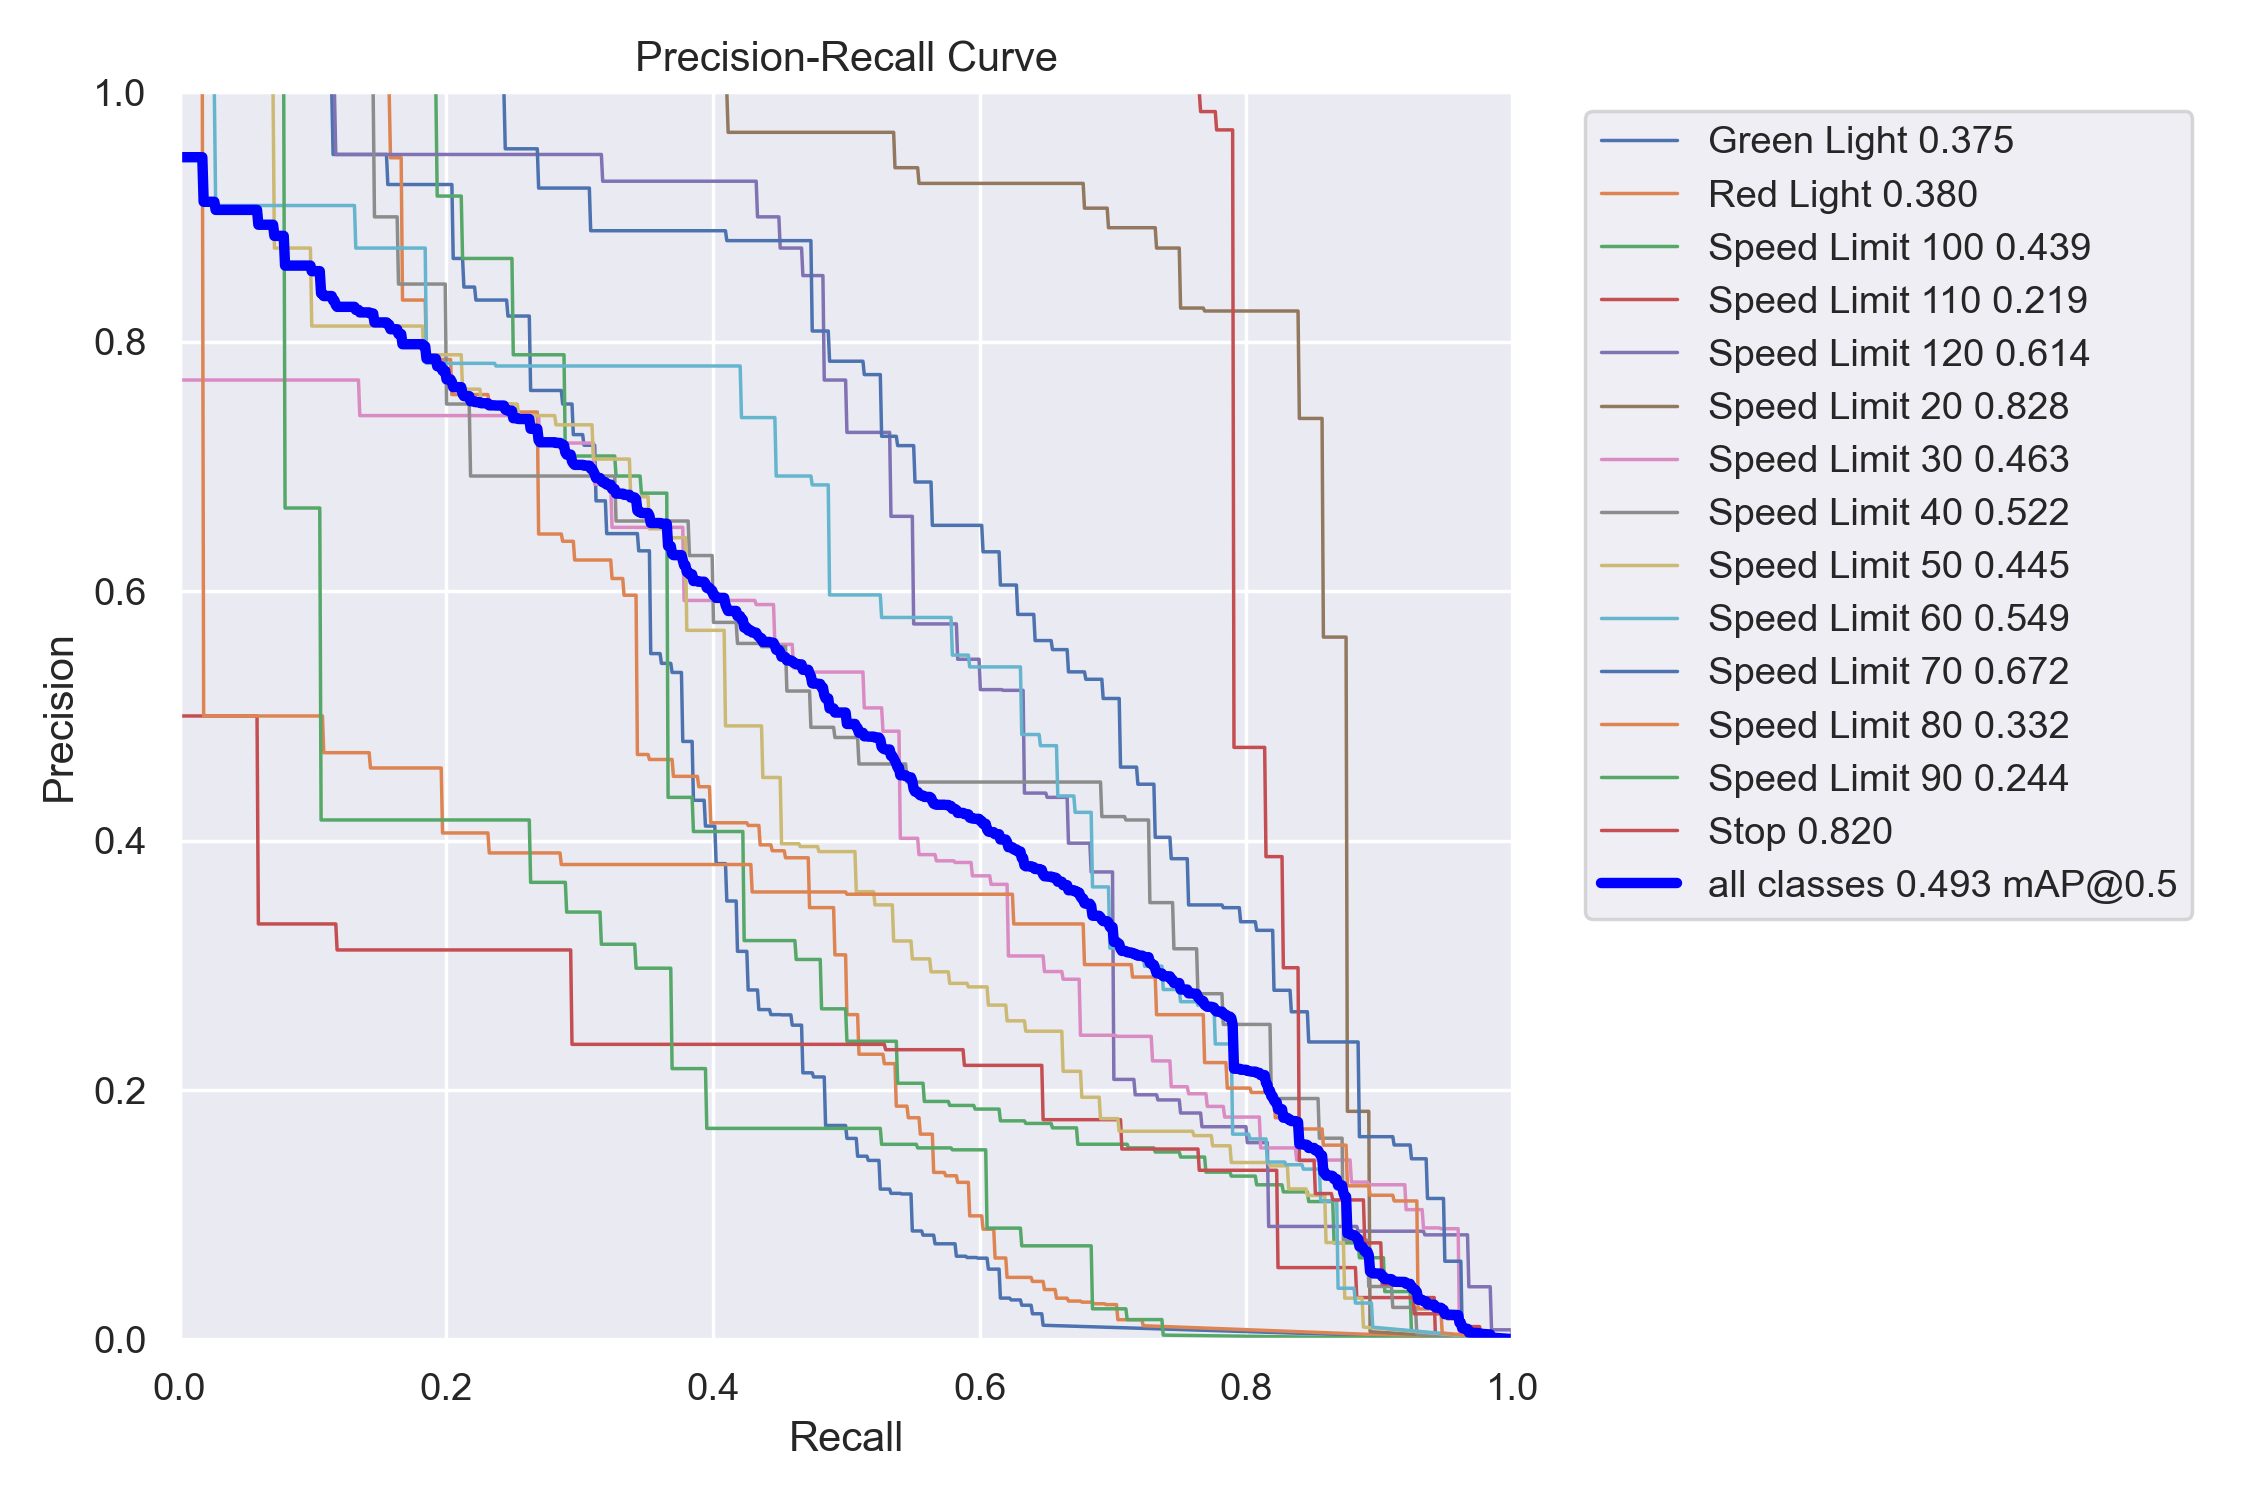 Precision-Recall Curve
1.0
0.8
0.6
0.4
0.2
0.0
Precision
0.0 0.2 0.4 0.6 0.8 1.0
Recall
Green Light 0.375
Red Light 0.380
Speed Limit 100 0.439
Speed Limit 110 0.219
Speed Limit 120 0.614
Speed Limit 20 0.828
Speed Limit 30 0.463
Speed Limit 40 0.522
Speed Limit 50 0.445
Speed Limit 60 0.549
Speed Limit 70 0.672
Speed Limit 80 0.332
Speed Limit 90 0.244
Stop 0.820
all classes 0.493 mAP@0.5